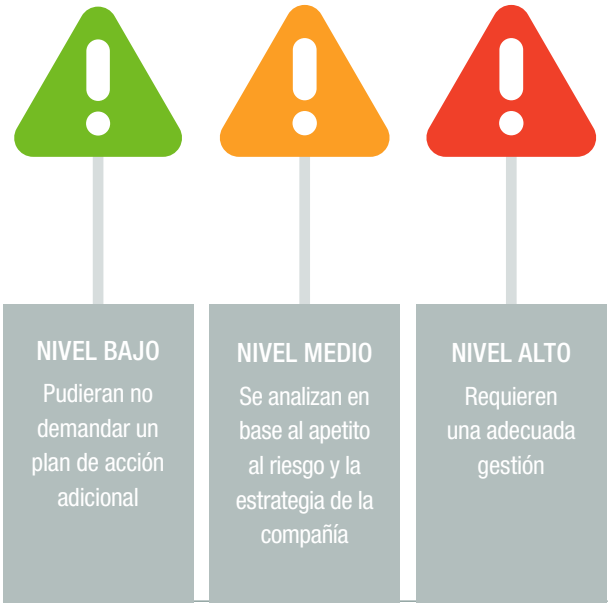 NIVEL BAJO
Pudieran no
demandar un
plan de acción
adicional
NIVEL MEDIO
Se analizan en
base al apetito
al riesgo y la
estrategia de la
compañía
NIVEL ALTO
Requieren
una adecuada
gestión